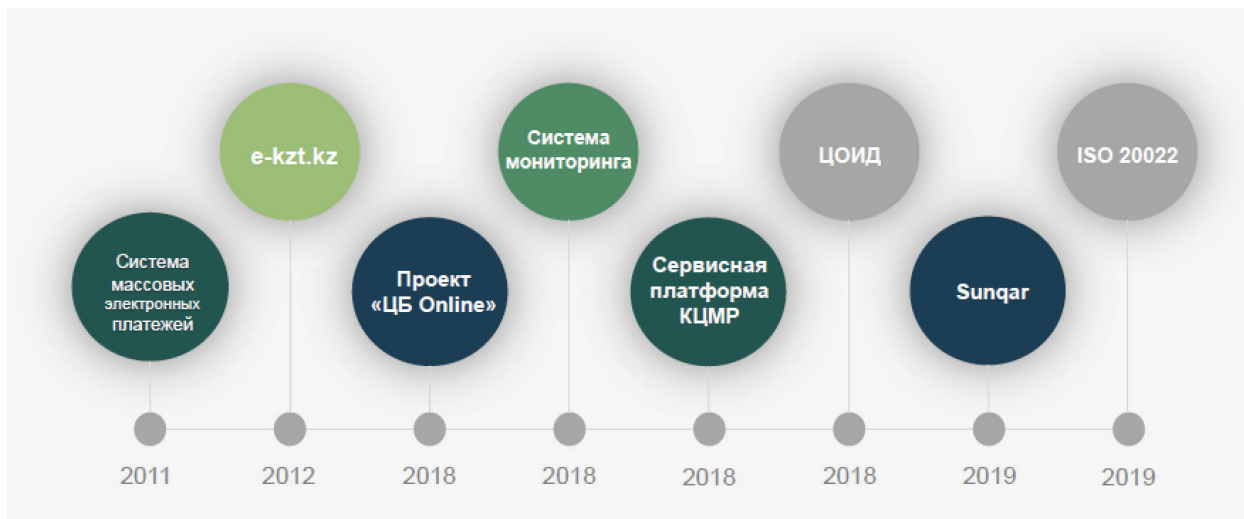 Система
массовых
электронных
платежей
e-kzt.kz
Проект
«ЦБ Online»
Система
мониторинга
Сервисная
платформа
КЦМР
ЦОИД
Sunqar
ISO 20022
2011
2012
2018
2018
2018
2018
2019
2019